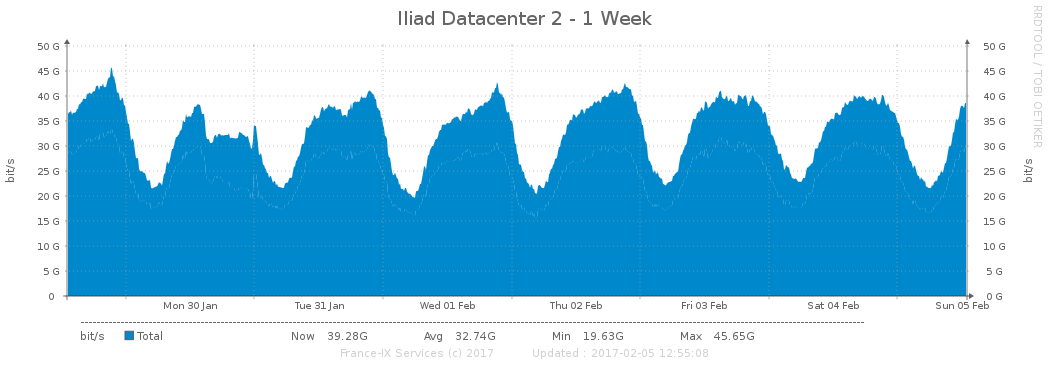 Iliad Datacenter 2 - 1 Week
RRDTOOL / TOBI OETIKER
50 G 50 G
45 G 45 G
40 G 40 G
35 G 35 G
30 G 30 G
25 G 25 G
20 G 20 G
15 G 15 G
10 G 10 G
5 G 5 G
0 0 G
bit/s bit/s
Mon 30 Jan Tue 31 Jan Wed 01 Feb Thu 02 Feb Fri 03 Feb Sat 04 Feb Sun 05 Feb
bit/s Total Now 39.28G Avg 32.74G Min 19.63G Max 45.65G
France-IX Services (c) 2017 Updated : 2017-02-05 12:55:08